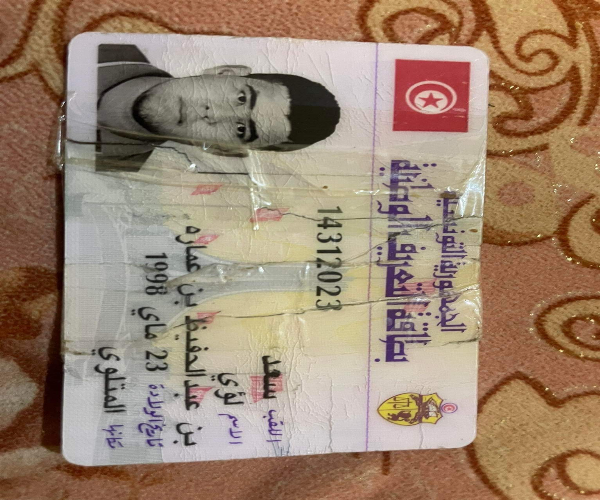 الجمهورية التونسية
بطاقة التعريف الوطنية
14312023
اللقب سعد
الاسم لؤي
بن عبد الحفيظ بن عماره
تاريخ الولادة 23 ماي 1998
مكانها المتلوي